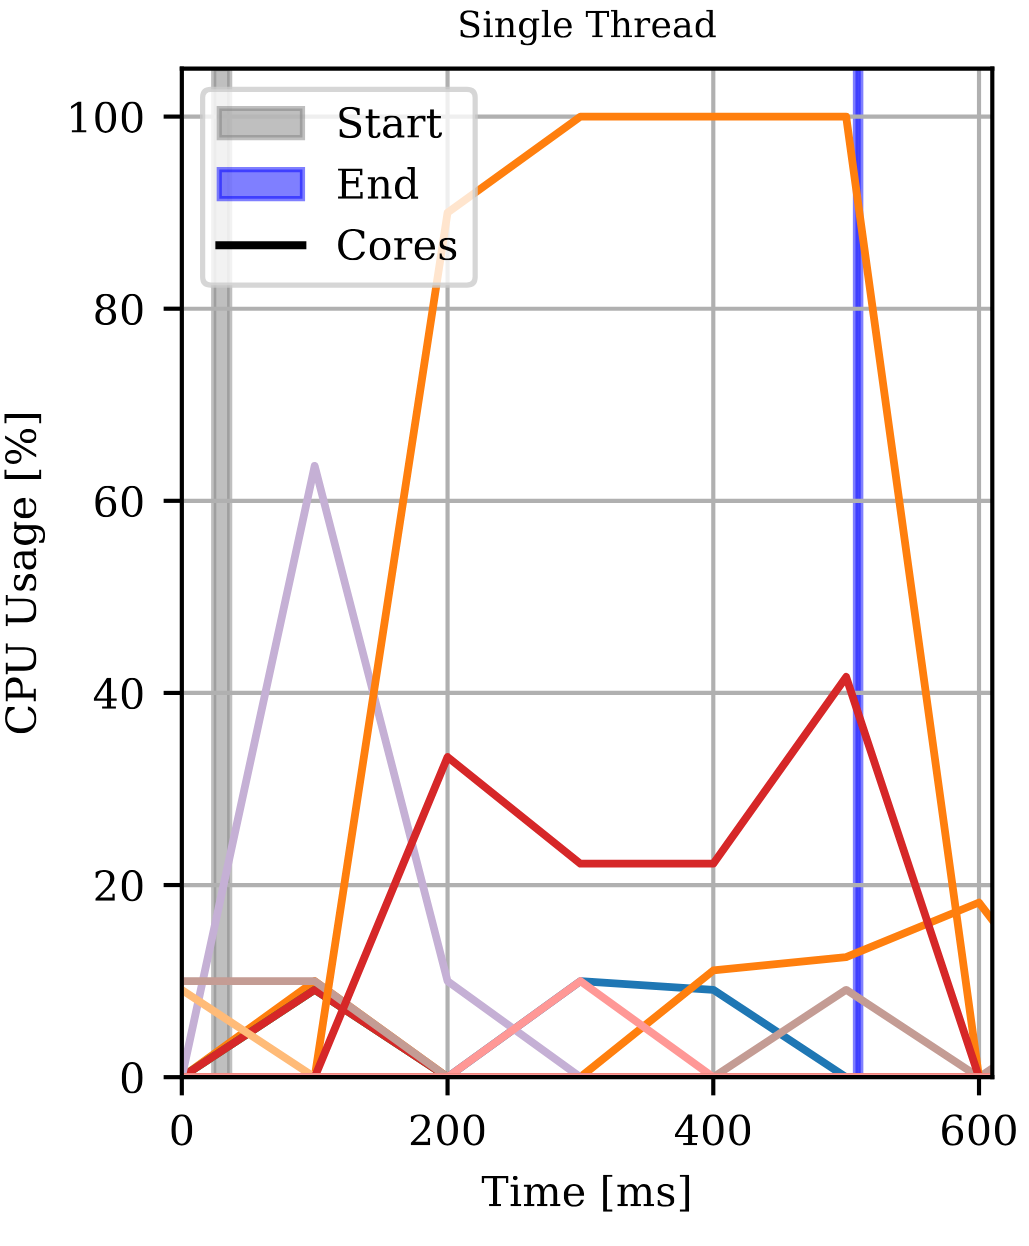 Single Thread
Start
End
Cores
CPU Usage [%]
100
80
60
40
20
0
0 200 400 600
Time [ms]